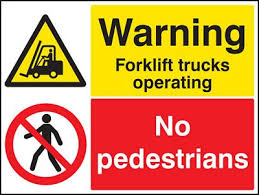 Warning
Forklift trucks
operating
No
pedestrians